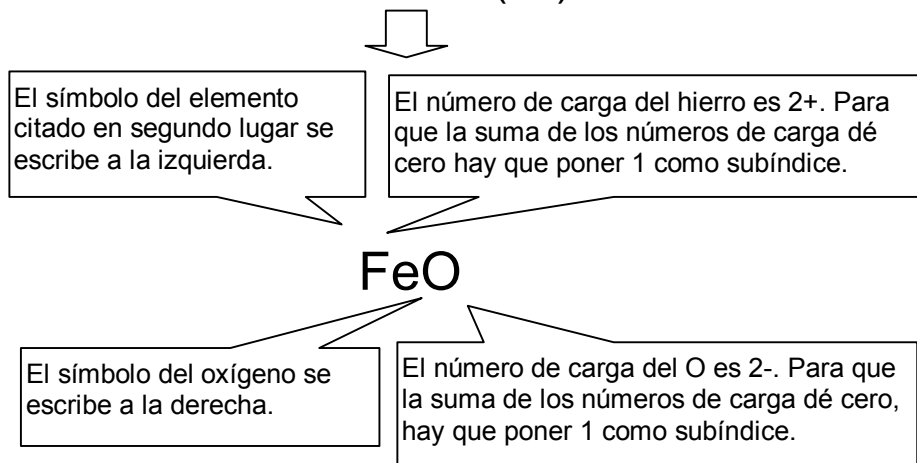 El símbolo del elemento
citado en segundo lugar se
escribe a la izquierda.
El número de carga del hierro es 2+. Para
que la suma de los números de carga dé
cero hay que poner 1 como subíndice.
FeO
El símbolo del oxígeno se
escribe a la derecha.
El número de carga del O es 2-. Para que
la suma de los números de carga dé cero,
hay que poner 1 como subíndice.